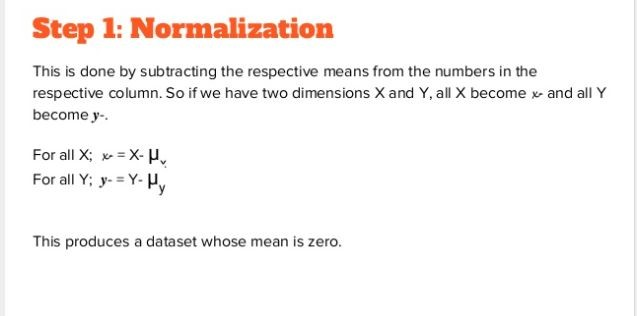 Step 1: Normalization
This is done by subtracting the respective means from the numbers in the
respective column. So if we have two dimensions X and Y, all X become x- and all Y
become y-.
For all X; x- = X- μx
For all Y; y- = Y- μy
This produces a dataset whose mean is zero.